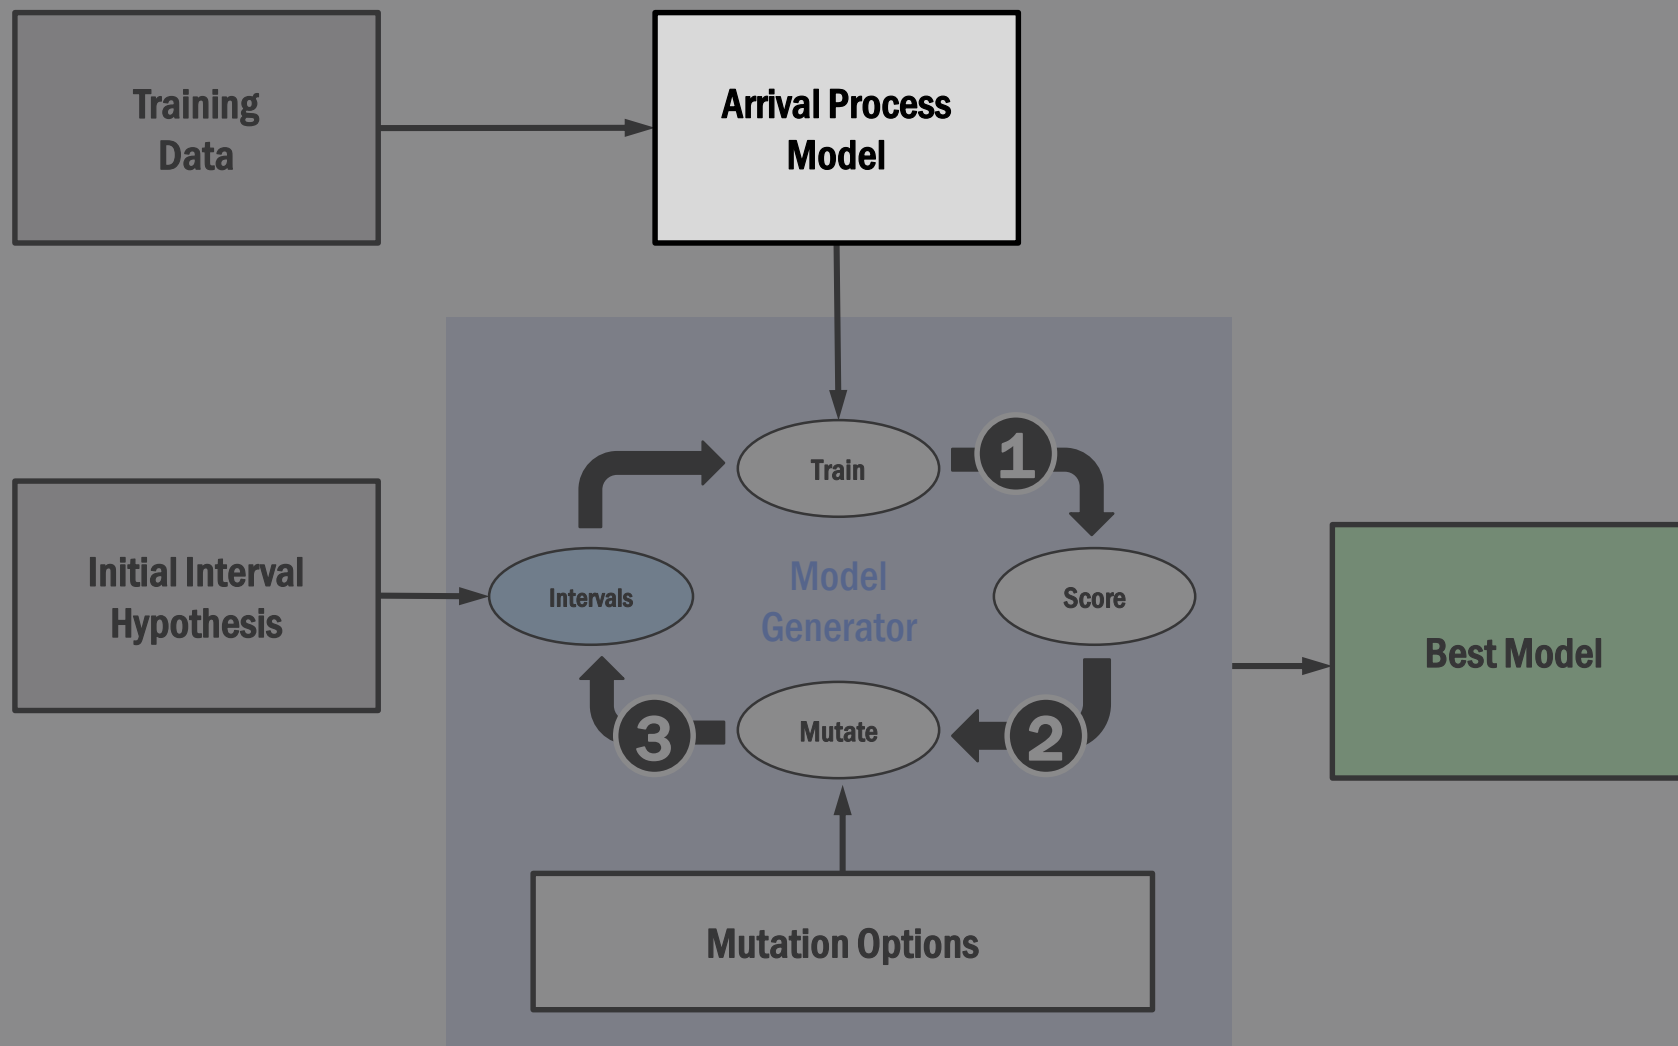 Training
Data
Arrival Process
Model
Train
1
Initial Interval
Hypothesis
Intervals
Model
Generator
Score
Best Model
3
Mutate
2
Mutation Options